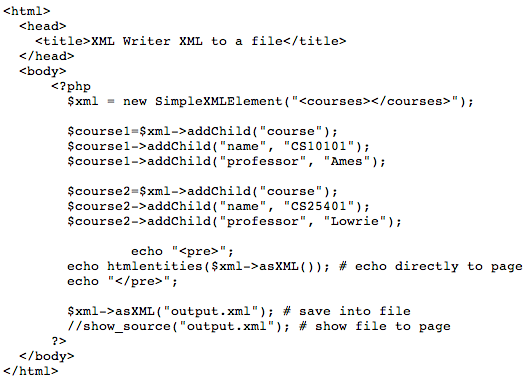 <html>
  <head>
    <title>XML Writer XML to a file</title>
  </head>
  <body>
      <?php
        $xml = new SimpleXMLElement("<courses></courses>");

        $course1=$xml->addChild("course");
        $course1->addChild("name", "CS10101");
        $course1->addChild("professor", "Ames");

        $course2=$xml->addChild("course");
        $course2->addChild("name", "CS25401");
        $course2->addChild("professor", "Lowrie");

                echo "<pre>";
        echo htmlentities($xml->asXML()); # echo directly to page
        echo "</pre>";

        $xml->asXML("output.xml"); # save into file
        //show_source("output.xml"); # show file to page
      ?>
  </body>
</html>